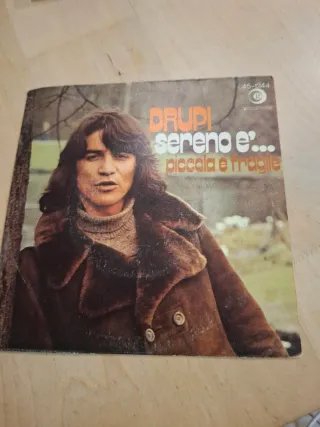 DRUPI
sereno è...
piccola e fragile